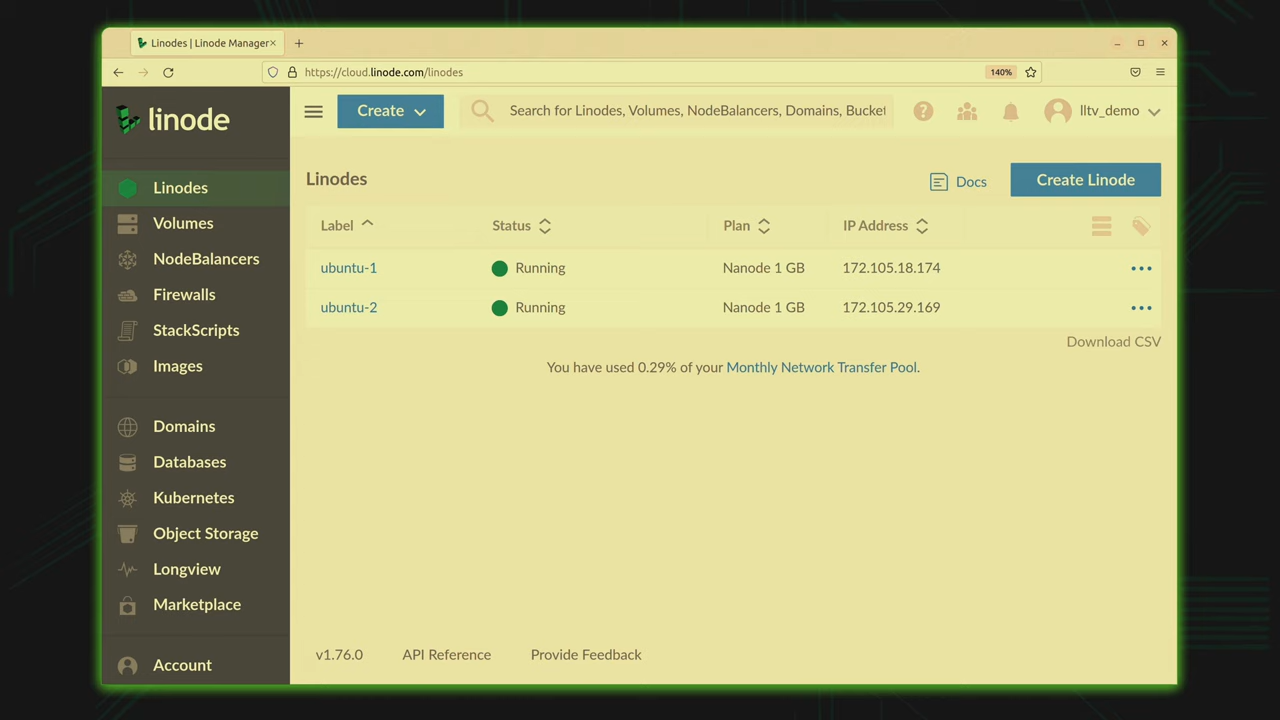 Linodes | Linode Manager
https://cloud.linode.com/linodes
140%
linode
Create
Search for Linodes, Volumes, NodeBalancers, Domains, Bucket
lltv_demo
Linodes
Volumes
NodeBalancers
Firewalls
StackScripts
Images
Domains
Databases
Kubernetes
Object Storage
Longview
Marketplace
Account
Linodes
Docs
Create Linode
Label Status Plan IP Address
ubuntu-1 Running Nanode 1 GB 172.105.18.174
ubuntu-2 Running Nanode 1 GB 172.105.29.169
Download CSV
You have used 0.29% of your Monthly Network Transfer Pool.
v1.76.0 API Reference Provide Feedback